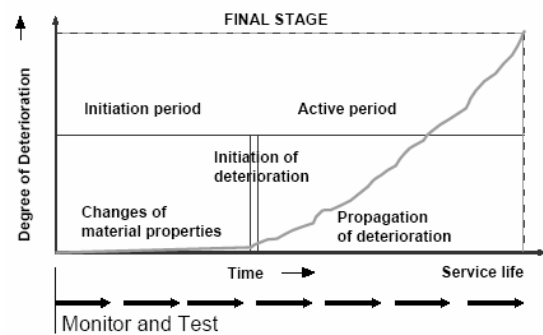 FINAL STAGE
Degree of Deterioration
Initiation period
Active period
Initiation of
deterioration
Changes of
material properties
Propagation
of deterioration
Time
Service life
Monitor and Test